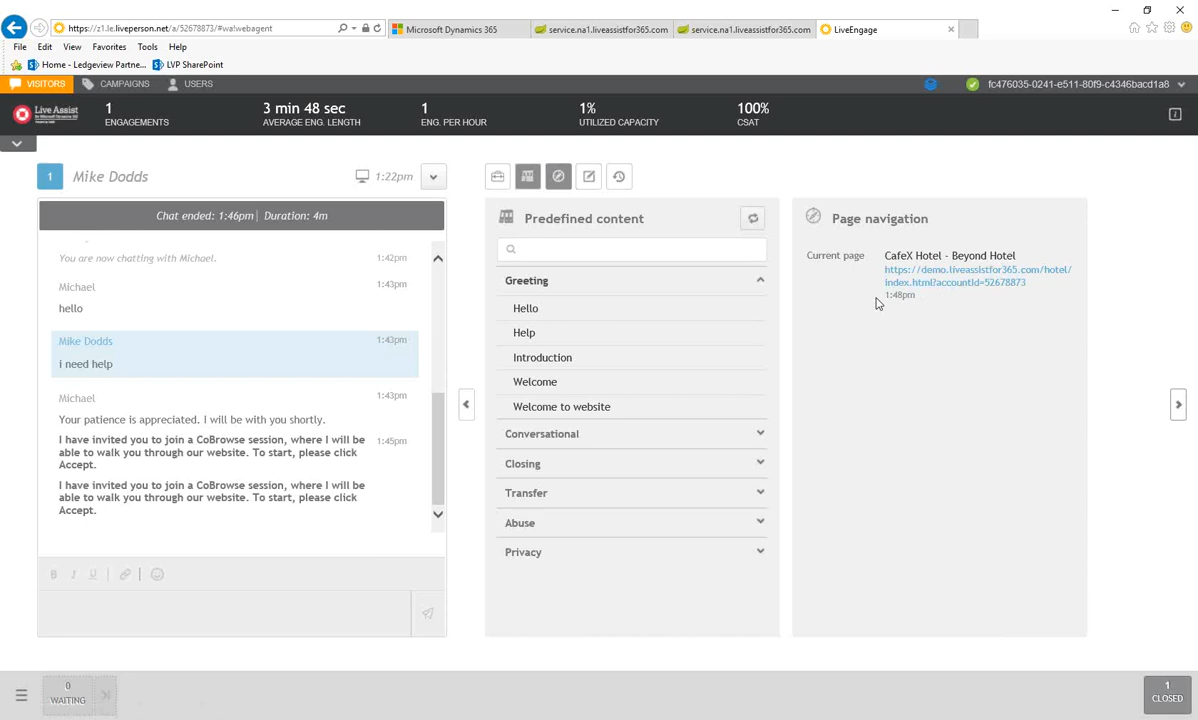 https://z1.le.liveperson.net/a/52678873/#wa!webagent
Microsoft Dynamics 365
service.na1.liveassistfor365.com
service.na1.liveassistfor365.com
LiveEngage
File Edit View Favorites Tools Help
Home - Ledgeview Partne...
LVP SharePoint
VISITORS
CAMPAIGNS
USERS
fc476035-0241-e511-80f9-c4346bacd1a8
Live Assist
1
ENGAGEMENTS
3 min 48 sec
AVERAGE ENG. LENGTH
1
ENG. PER HOUR
1%
UTILIZED CAPACITY
100%
CSAT
1
Mike Dodds
1:22pm
Chat ended: 1:46pm| Duration: 4m
You are now chatting with Michael.
1:42pm
Michael
1:43pm
hello
Mike Dodds
1:43pm
i need help
Michael
1:43pm
Your patience is appreciated. I will be with you shortly.
I have invited you to join a CoBrowse session, where I will be
1:45pm
able to walk you through our website. To start, please click
Accept.
I have invited you to join a CoBrowse session, where I will be
able to walk you through our website. To start, please click
Accept.
B I U
Predefined content
Greeting
Hello
Help
Introduction
Welcome
Welcome to website
Conversational
Closing
Transfer
Abuse
Privacy
Page navigation
Current page
CafeX Hotel - Beyond Hotel
https://demo.liveassistfor365.com/hotel/
index.html?accountId=52678873
1:48pm
0
WAITING
1
CLOSED